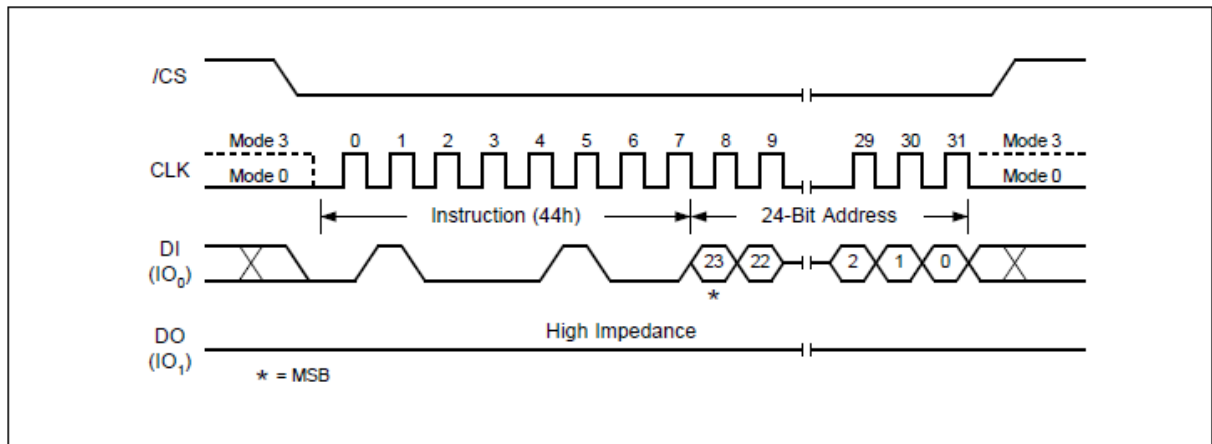 /CS
Mode 3 0 1 2 3 4 5 6 7 8 9 29 30 31 Mode 3
CLK Mode 0 Mode 0
Instruction (44h) 24-Bit Address
DI
(IO0) 23 22 2 1 0
*
High Impedance
DO
(IO1)
* = MSB